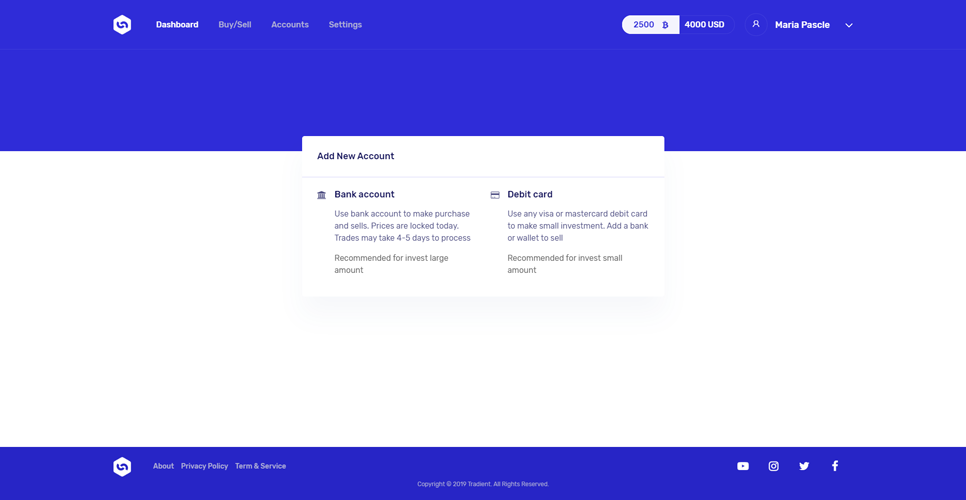 Dashboard Buy/Sell Accounts Settings 2500 4000 USD Maria Pascle
Add New Account
Bank account
Use bank account to make purchase
and sells. Prices are locked today.
Trades may take 4-5 days to process
Recommended for invest large
amount
Debit card
Use any visa or mastercard debit card
to make small investment. Add a bank
or wallet to sell
Recommended for invest small
amount
About Privacy Policy Term & Service
Copyright © 2019 Tradient. All Rights Reserved.